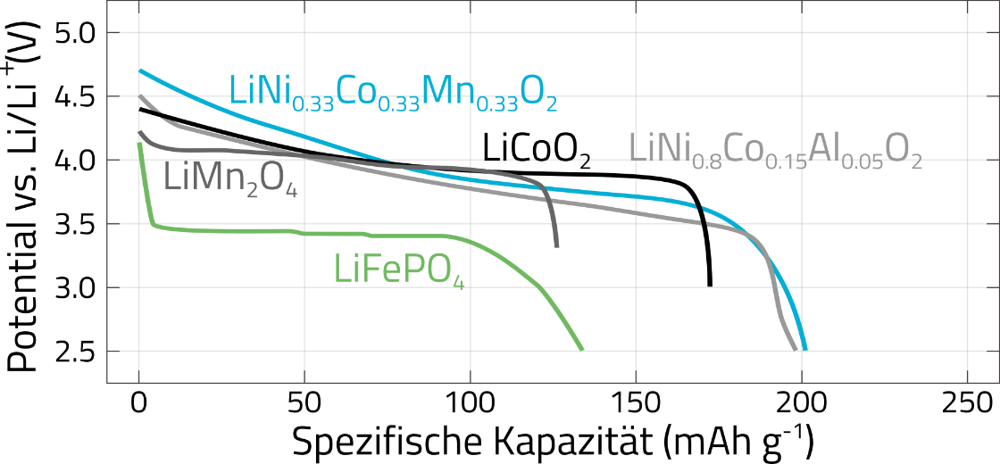 Potential vs. Li/Li⁺(V)
5.0
4.5
4.0
3.5
3.0
2.5
LiNi₀.₃₃Co₀.₃₃Mn₀.₃₃O₂
LiCoO₂
LiNi₀.₈Co₀.₁₅Al₀.₀₅O₂
LiMn₂O₄
LiFePO₄
0 50 100 150 200 250
Spezifische Kapazität (mAh g⁻¹)